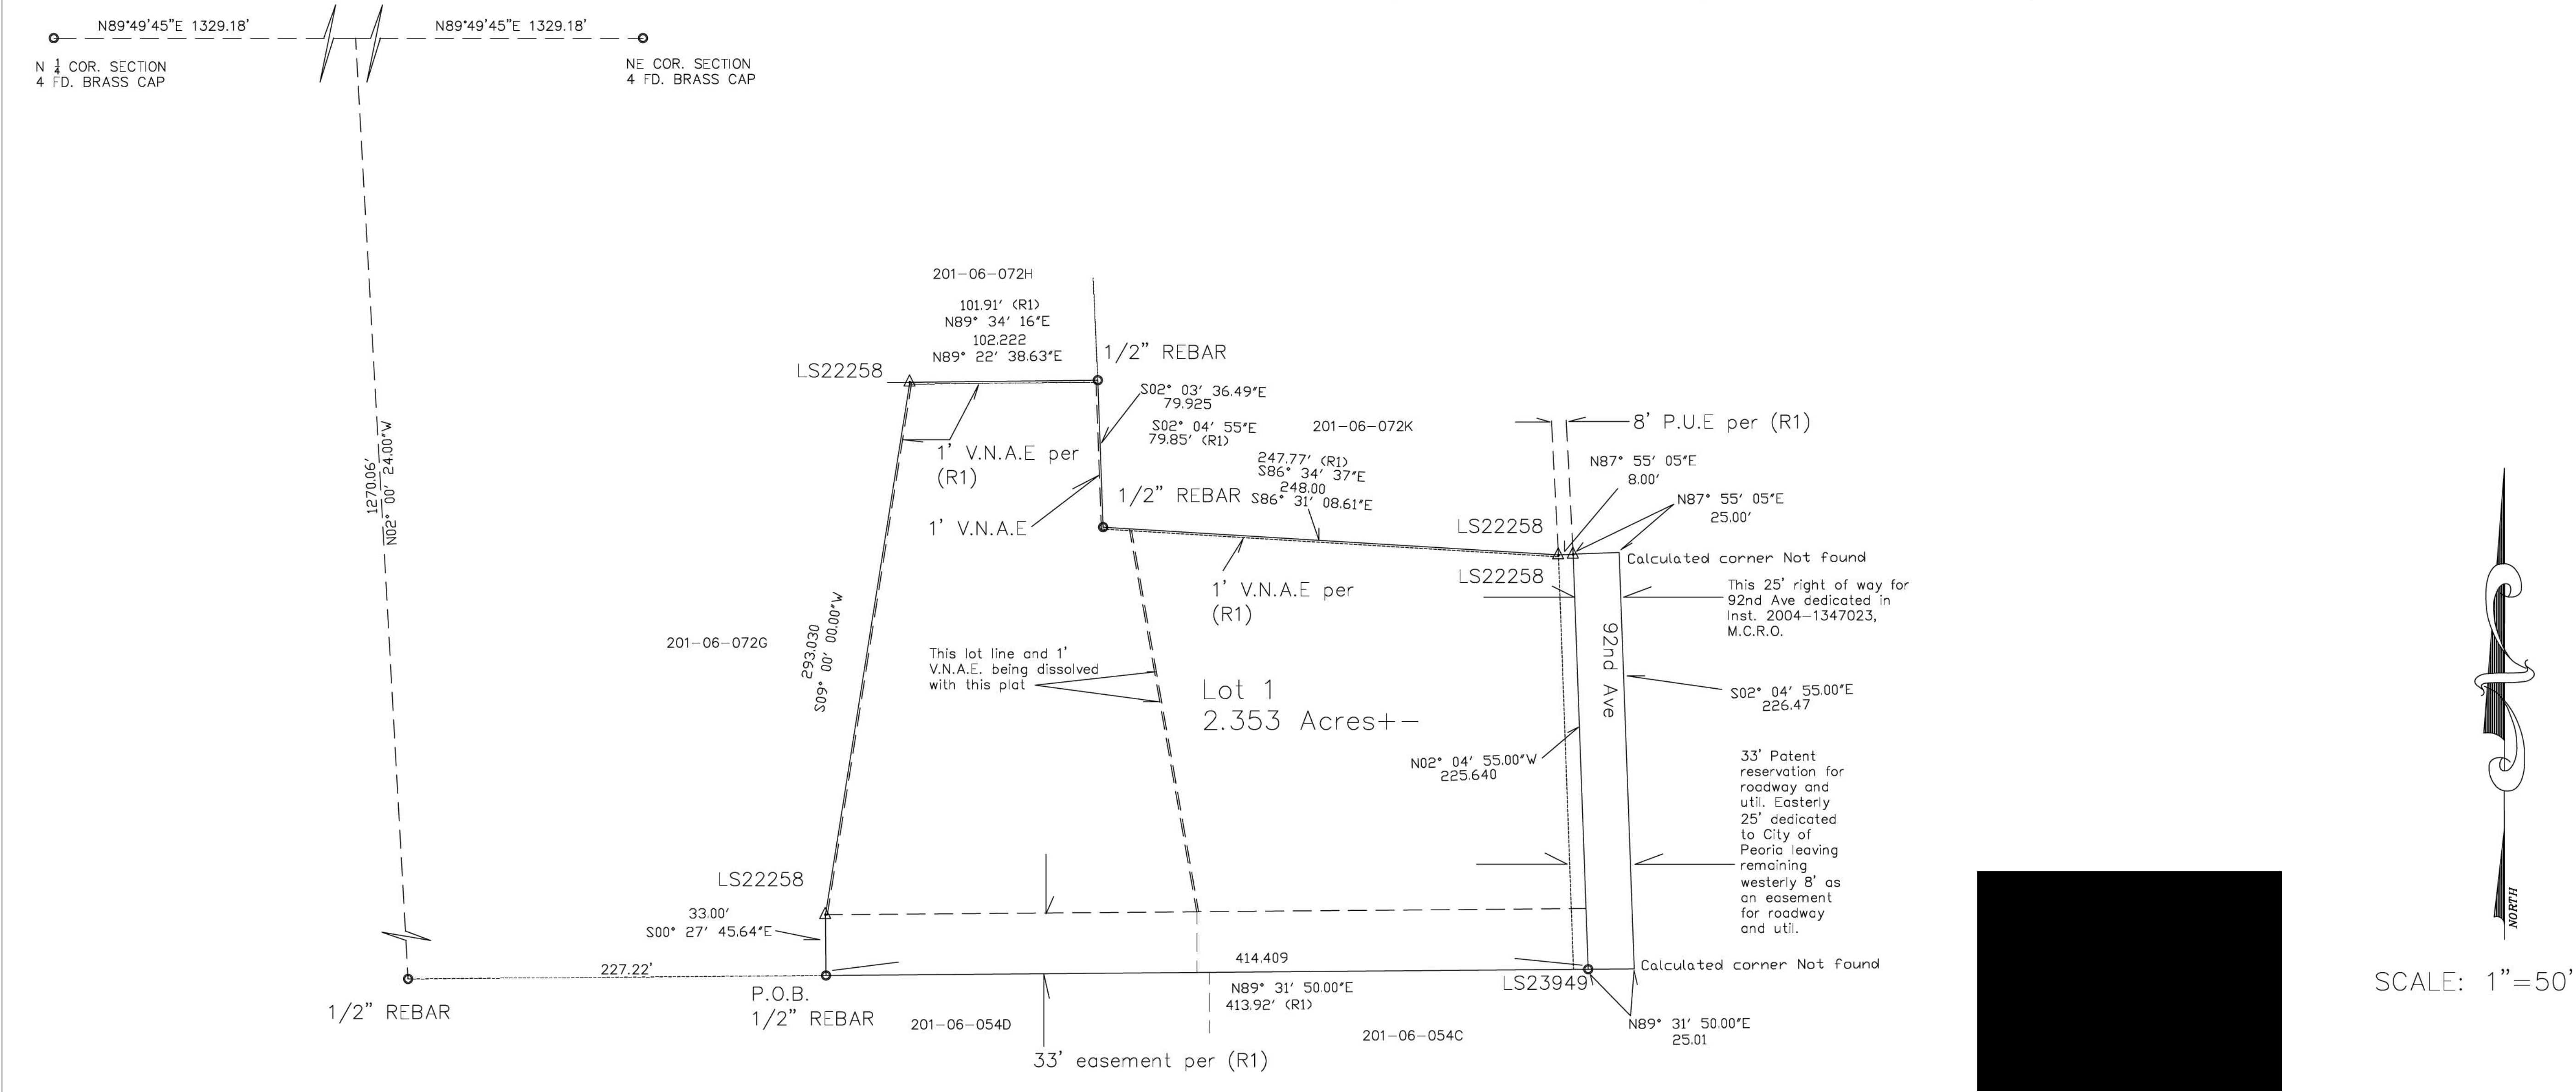 N89°49'45"E 1329.18'
N89°49'45"E 1329.18'
N 1/4 COR. SECTION
4 FD. BRASS CAP
NE COR. SECTION
4 FD. BRASS CAP
1270.06'
N02° 00' 24.00"W
201-06-072H
101.91' (R1)
N89° 34' 16"E
102.222
N89° 22' 38.63"E
LS22258
1/2" REBAR
S02° 03' 36.49"E
79.925
S02° 04' 55"E
79.85' (R1)
201-06-072K
8' P.U.E per (R1)
1' V.N.A.E per
(R1)
247.77' (R1)
S86° 34' 37"E
248.00
S86° 31' 08.61"E
N87° 55' 05"E
8.00'
N87° 55' 05"E
25.00'
1/2" REBAR
1' V.N.A.E
LS22258
Calculated corner Not found
LS22258
1' V.N.A.E per
(R1)
This 25' right of way for
92nd Ave dedicated in
Inst. 2004-1347023,
M.C.R.O.
201-06-072G
293.030
S09° 00' 00.00"W
This lot line and 1'
V.N.A.E. being dissolved
with this plat
Lot 1
2.353 Acres+-
92nd Ave
S02° 04' 55.00"E
226.47
N02° 04' 55.00"W
225.640
33' Patent
reservation for
roadway and
util. Easterly
25' dedicated
to City of
Peoria leaving
remaining
westerly 8' as
an easement
for roadway
and util.
LS22258
33.00'
S00° 27' 45.64"E
227.22'
414.409
Calculated corner Not found
1/2" REBAR
P.O.B.
1/2" REBAR
N89° 31' 50.00"E
413.92' (R1)
LS23949
201-06-054D
201-06-054C
N89° 31' 50.00"E
25.01
33' easement per (R1)
NORTH
SCALE: 1"=50'